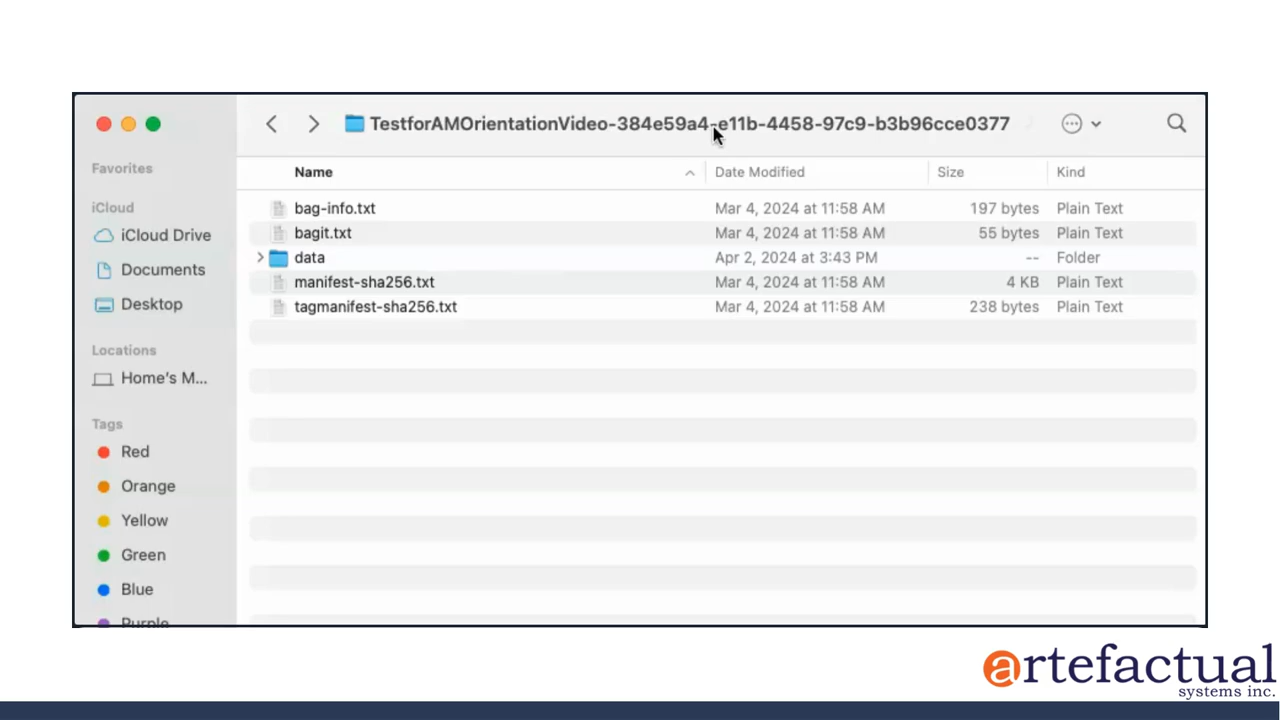 TestforAMOrientationVideo-384e59a4-e11b-4458-97c9-b3b96cce0377
Favorites
iCloud
iCloud Drive
Documents
Desktop
Locations
Home's M...
Tags
Red
Orange
Yellow
Green
Blue
Purple
Name Date Modified Size Kind
bag-info.txt Mar 4, 2024 at 11:58 AM 197 bytes Plain Text
bagit.txt Mar 4, 2024 at 11:58 AM 55 bytes Plain Text
data Apr 2, 2024 at 3:43 PM -- Folder
manifest-sha256.txt Mar 4, 2024 at 11:58 AM 4 KB Plain Text
tagmanifest-sha256.txt Mar 4, 2024 at 11:58 AM 238 bytes Plain Text
artefactual
systems inc.